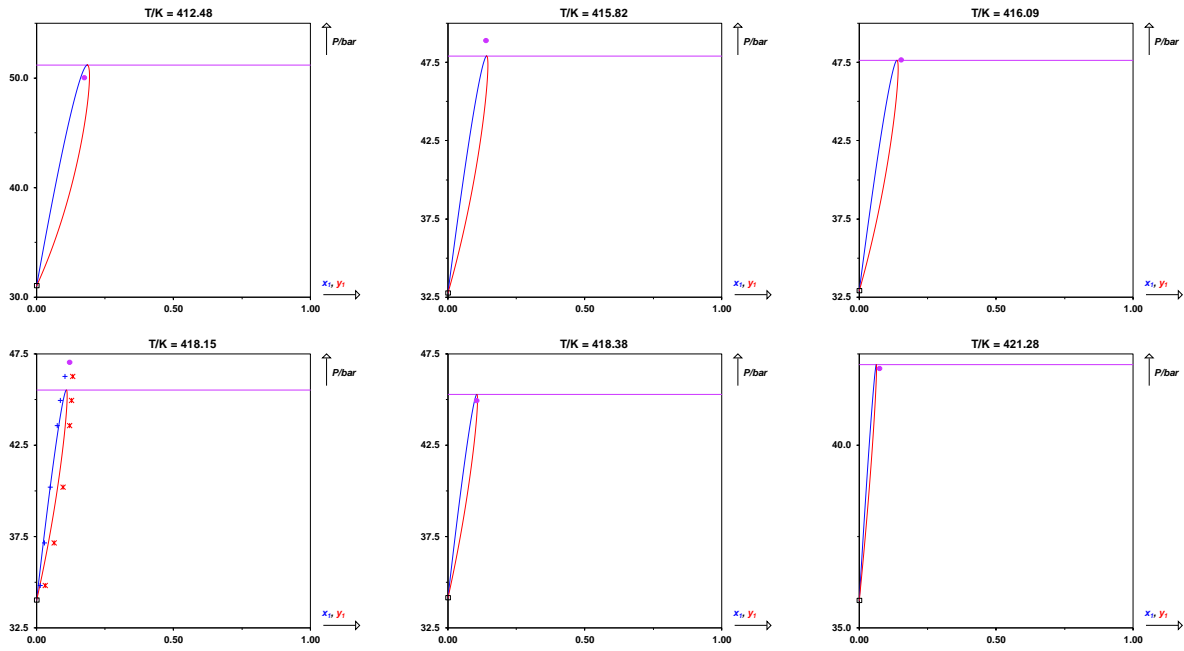 T/K = 412.48
P/bar
50.0
40.0
30.0
0.00
0.50
1.00
x1, y1
T/K = 415.82
P/bar
47.5
42.5
37.5
32.5
0.00
0.50
1.00
x1, y1
T/K = 416.09
P/bar
47.5
42.5
37.5
32.5
0.00
0.50
1.00
x1, y1
T/K = 418.15
P/bar
47.5
42.5
37.5
32.5
0.00
0.50
1.00
x1, y1
T/K = 418.38
P/bar
47.5
42.5
37.5
32.5
0.00
0.50
1.00
x1, y1
T/K = 421.28
P/bar
40.0
35.0
0.00
0.50
1.00
x1, y1